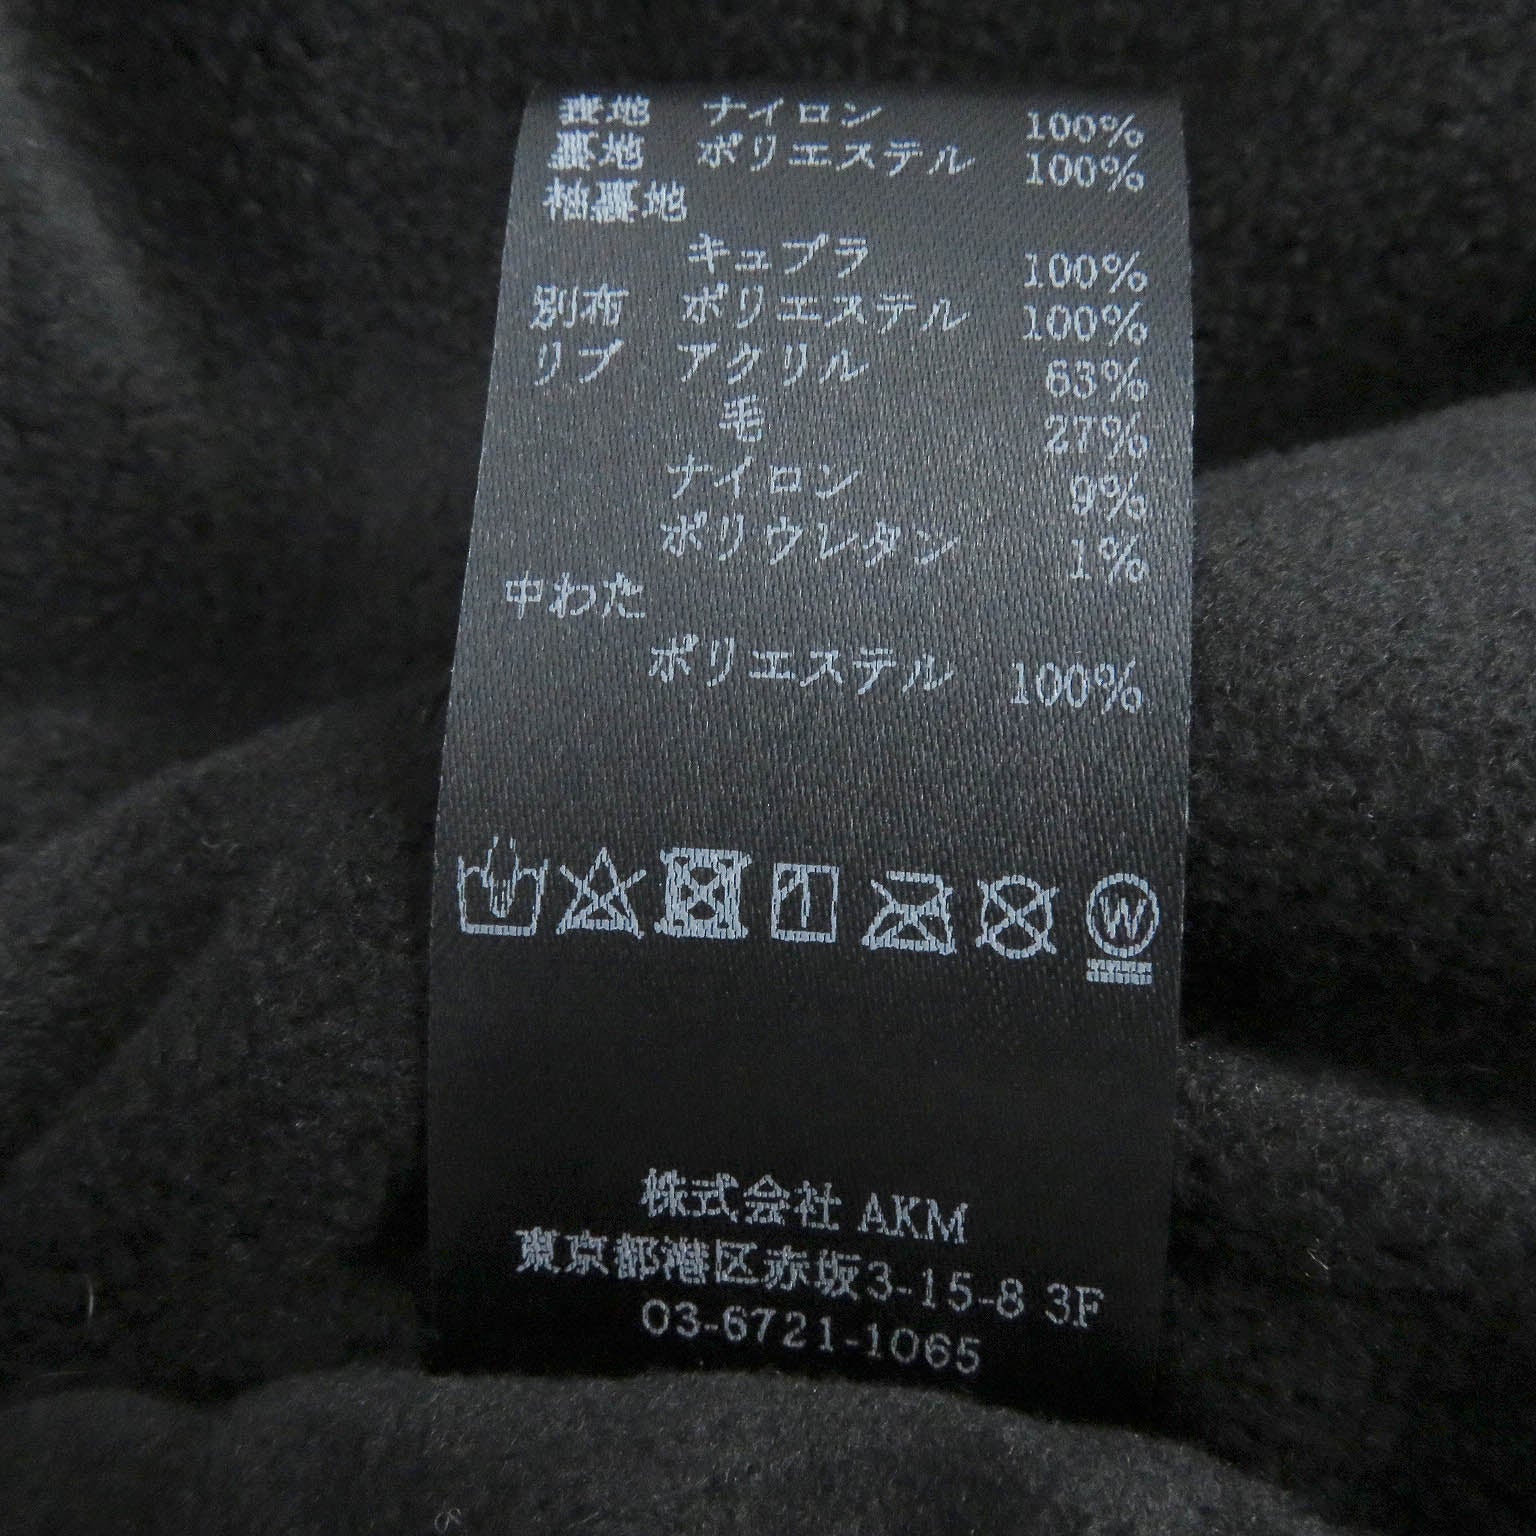 表地 ナイロン 100%
裏地 ポリエステル 100%
袖裏地
キュプラ 100%
別布 ポリエステル 100%
リブ アクリル 63%
毛 27%
ナイロン 9%
ポリウレタン 1%
中わた
ポリエステル 100%
W
株式会社 AKM
東京都港区赤坂3-15-8 3F
03-6721-1065